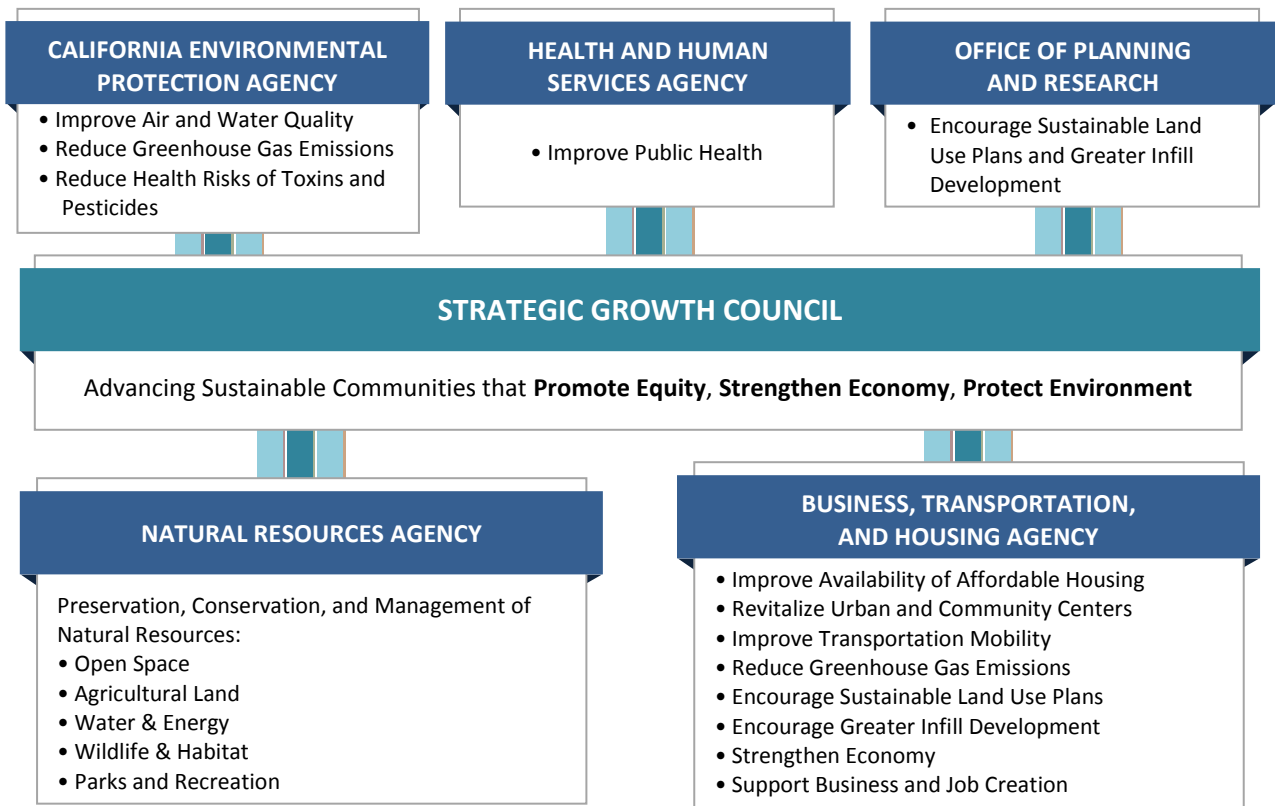 CALIFORNIA ENVIRONMENTAL
PROTECTION AGENCY
• Improve Air and Water Quality
• Reduce Greenhouse Gas Emissions
• Reduce Health Risks of Toxins and
Pesticides
HEALTH AND HUMAN
SERVICES AGENCY
• Improve Public Health
OFFICE OF PLANNING
AND RESEARCH
• Encourage Sustainable Land
Use Plans and Greater Infill
Development
STRATEGIC GROWTH COUNCIL
Advancing Sustainable Communities that Promote Equity, Strengthen Economy, Protect Environment
NATURAL RESOURCES AGENCY
Preservation, Conservation, and Management of
Natural Resources:
• Open Space
• Agricultural Land
• Water & Energy
• Wildlife & Habitat
• Parks and Recreation
BUSINESS, TRANSPORTATION,
AND HOUSING AGENCY
• Improve Availability of Affordable Housing
• Revitalize Urban and Community Centers
• Improve Transportation Mobility
• Reduce Greenhouse Gas Emissions
• Encourage Sustainable Land Use Plans
• Encourage Greater Infill Development
• Strengthen Economy
• Support Business and Job Creation